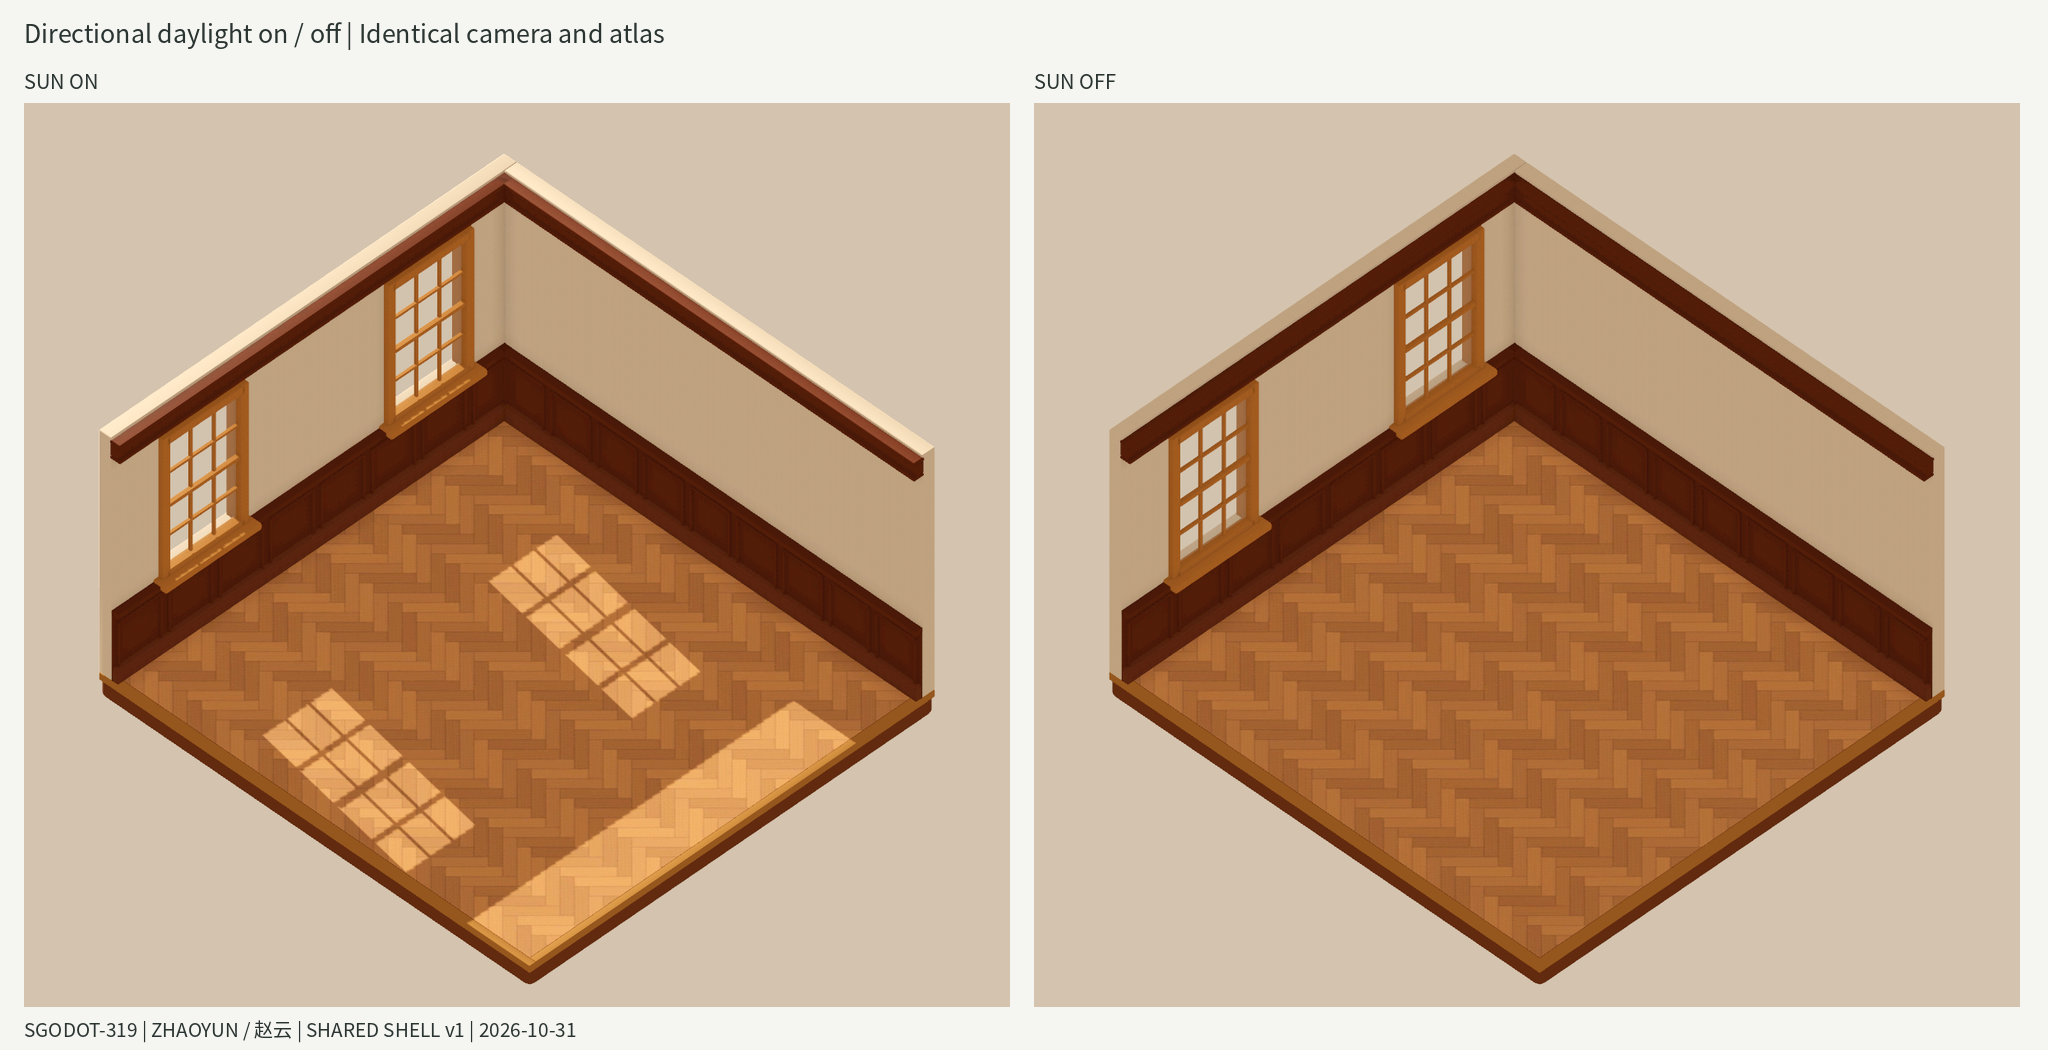 Directional daylight on / off | Identical camera and atlas
SUN ON
SUN OFF
SGODOT-319 | ZHAOYUN / 赵云 | SHARED SHELL v1 | 2026-10-31